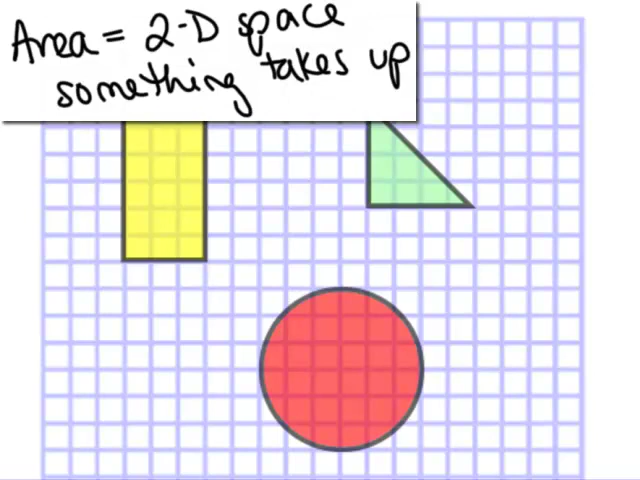 Area = 2-D space
something takes up